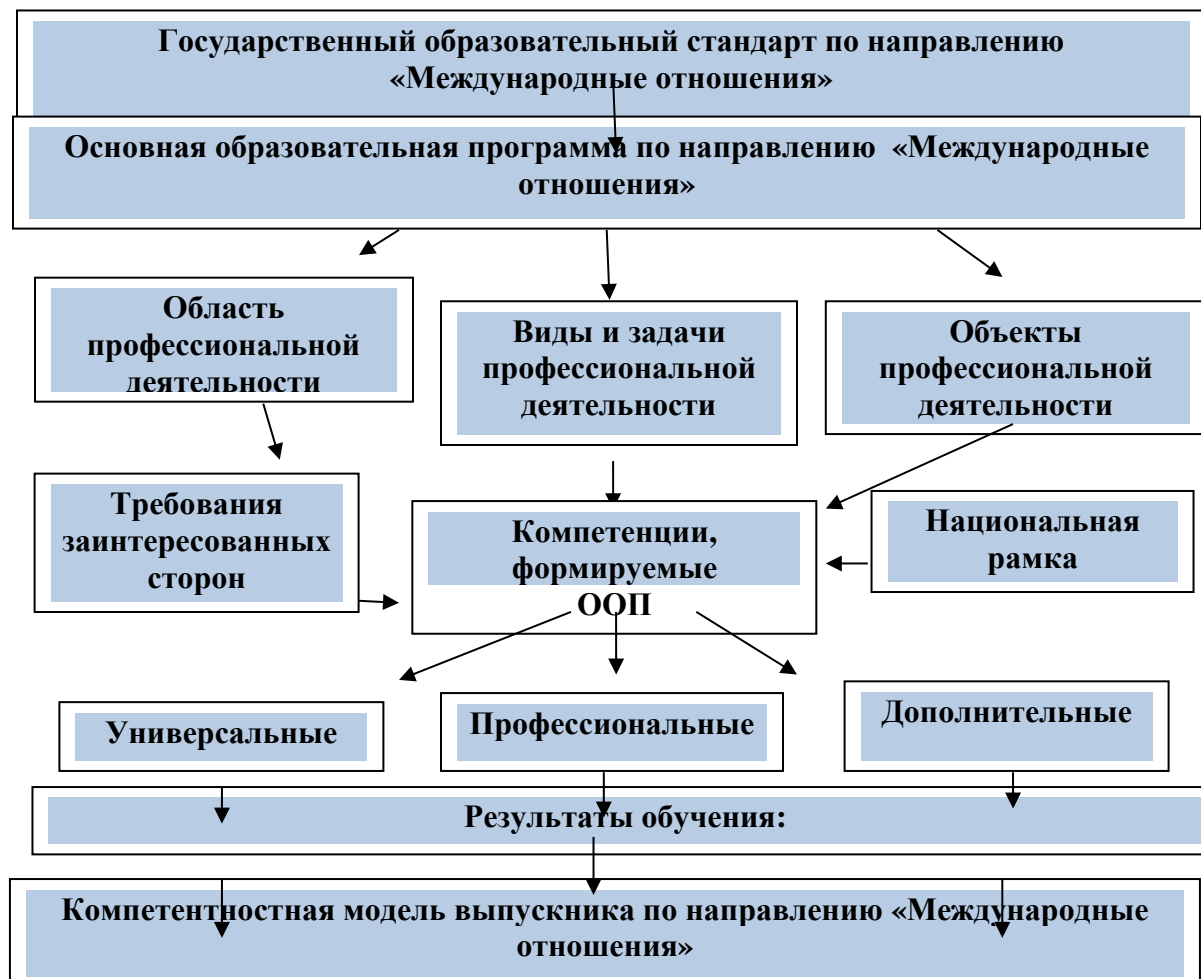 Государственный образовательный стандарт по направлению
«Международные отношения»
Основная образовательная программа по направлению «Международные
отношения»
Область
профессиональной
деятельности
Виды и задачи
профессиональной
деятельности
Объекты
профессиональной
деятельности
Требования
заинтересованных
сторон
Компетенции,
формируемые
ООП
Национальная
рамка
Универсальные
Профессиональные
Дополнительные
Результаты обучения:
Компетентностная модель выпускника по направлению «Международные
отношения»